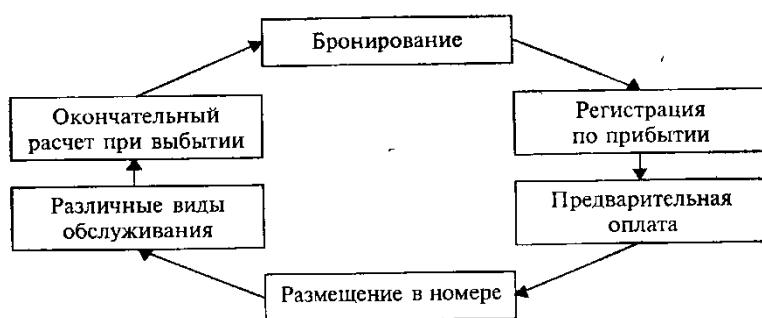 Бронирование
Регистрация
по прибытии
Предварительная
оплата
Размещение в номере
Различные виды
обслуживания
Окончательный
расчет при выбытии